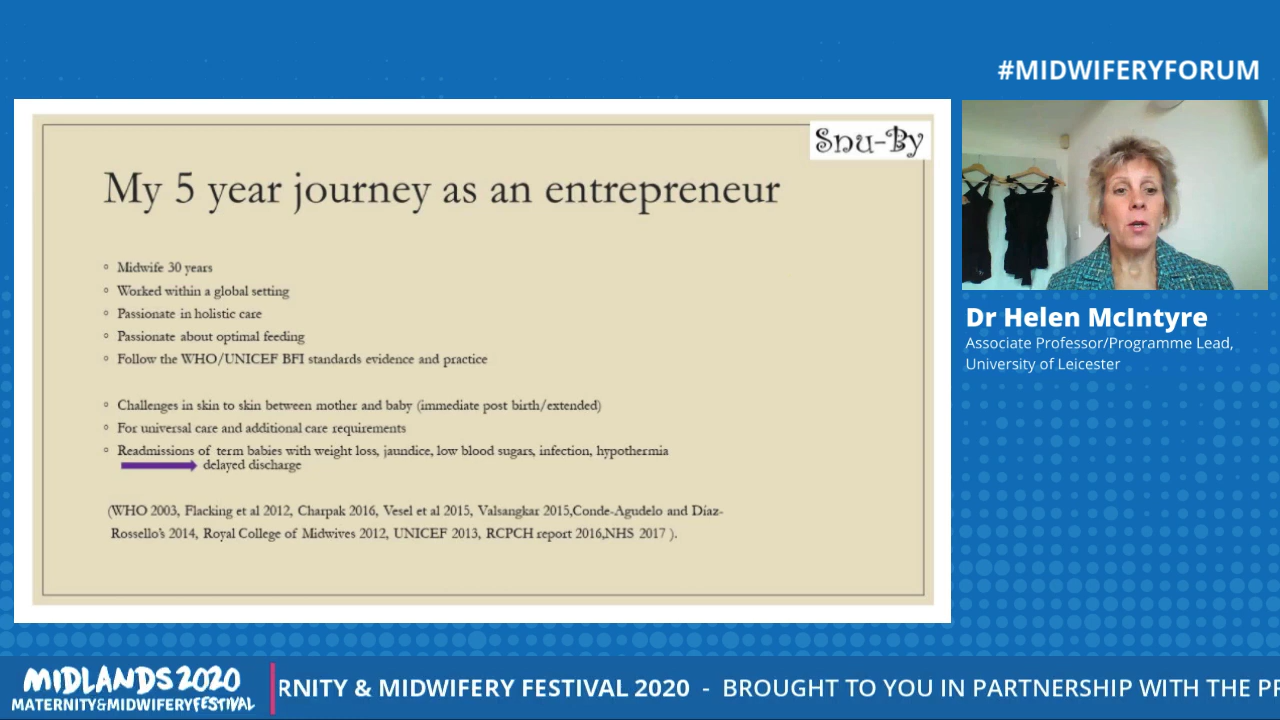 #MIDWIFERYFORUM
Snu-By
My 5 year journey as an entrepreneur
◦ Midwife 30 years
◦ Worked within a global setting
◦ Passionate in holistic care
◦ Passionate about optimal feeding
◦ Follow the WHO/UNICEF BFI standards evidence and practice
◦ Challenges in skin to skin between mother and baby (immediate post birth/extended)
◦ For universal care and additional care requirements
◦ Readmissions of term babies with weight loss, jaundice, low blood sugars, infection, hypothermia
delayed discharge
(WHO 2003, Flacking et al 2012, Charpak 2016, Vesel et al 2015, Valsangkar 2015,Conde-Agudelo and Díaz-
Rossello's 2014, Royal College of Midwives 2012, UNICEF 2013, RCPCH report 2016,NHS 2017 ).
Dr Helen McIntyre
Associate Professor/Programme Lead,
University of Leicester
MIDLANDS 2020
MATERNITY&MIDWIFERYFESTIVAL
RNITY & MIDWIFERY FESTIVAL 2020 - BROUGHT TO YOU IN PARTNERSHIP WITH THE PR